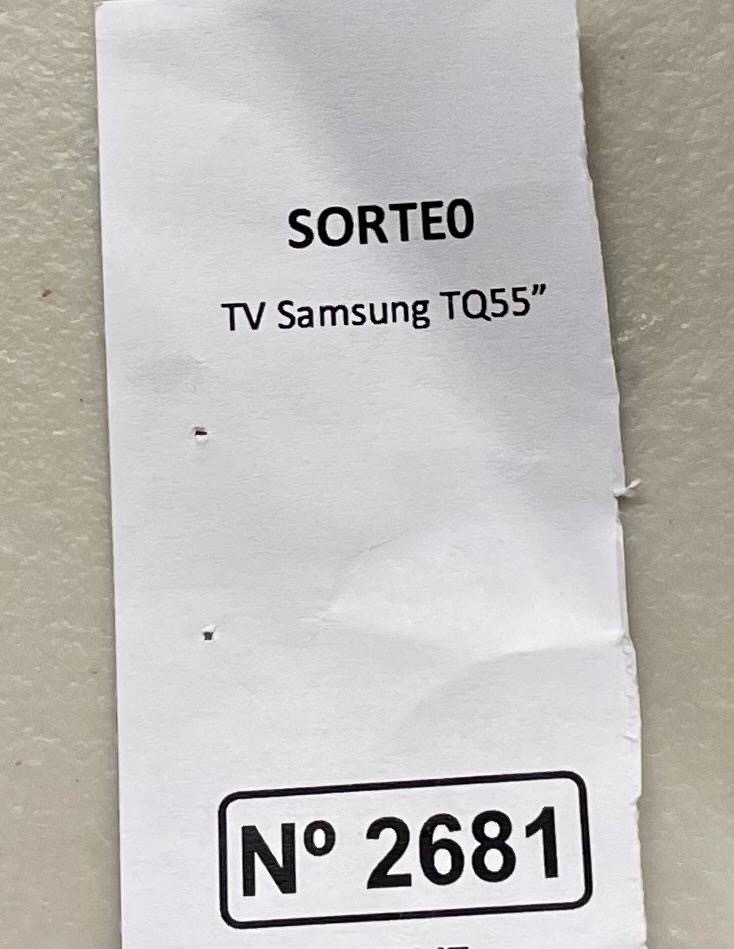 SORTE0
TV Samsung TQ55”
Nº 2681